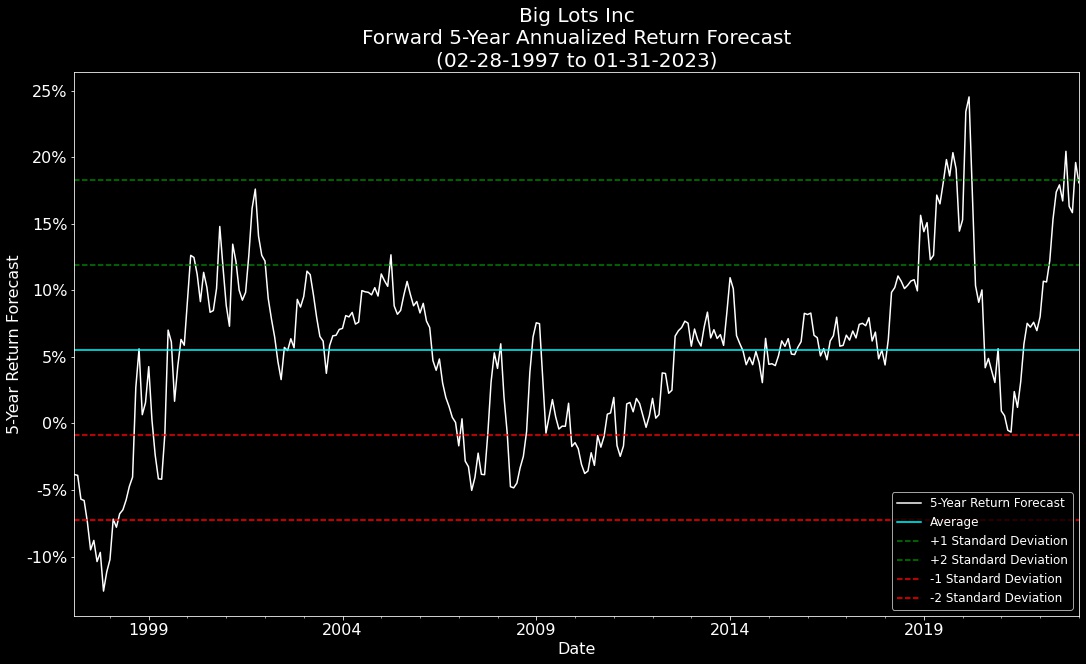 Big Lots Inc
Forward 5-Year Annualized Return Forecast
(02-28-1997 to 01-31-2023)
25%
20%
15%
10%
5%
0%
-5%
-10%
5-Year Return Forecast
1999
2004
2009
2014
2019
Date
5-Year Return Forecast
Average
+1 Standard Deviation
+2 Standard Deviation
-1 Standard Deviation
-2 Standard Deviation